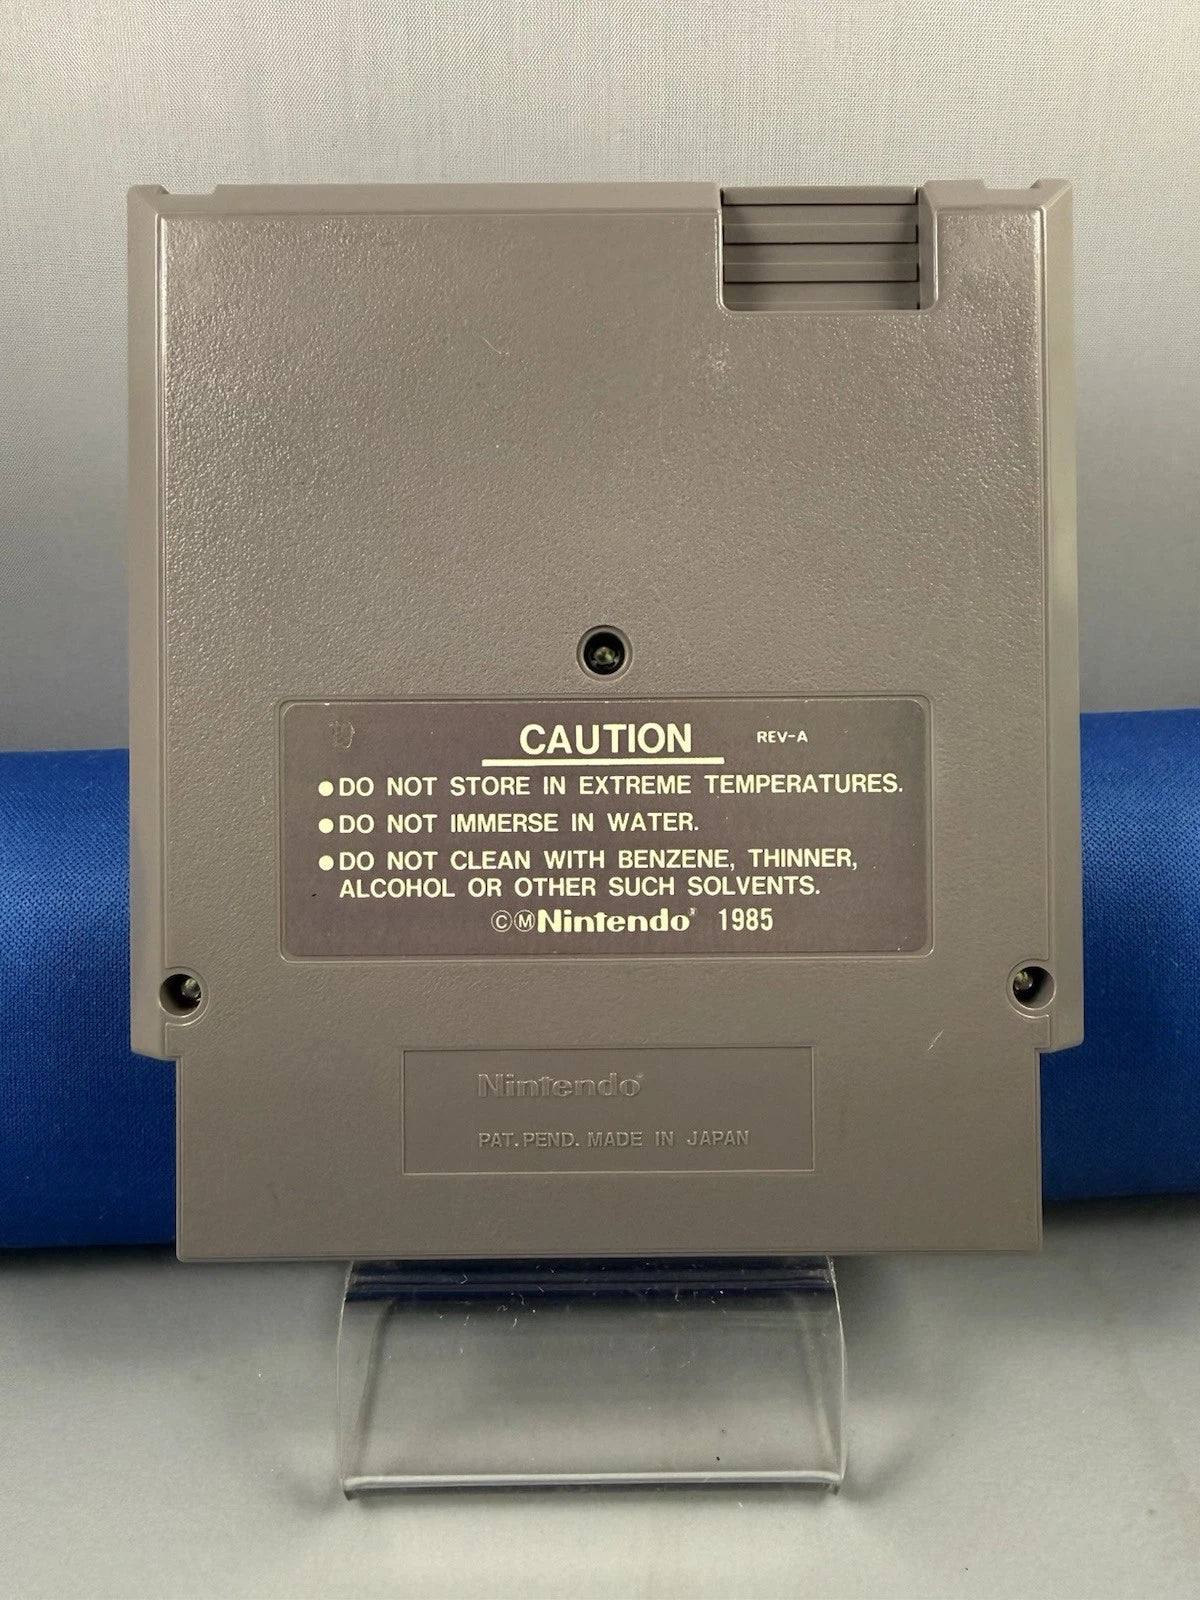 CAUTION REV-A
●DO NOT STORE IN EXTREME TEMPERATURES.
●DO NOT IMMERSE IN WATER.
●DO NOT CLEAN WITH BENZENE, THINNER,
ALCOHOL OR OTHER SUCH SOLVENTS.
ⒸⓂNintendo® 1985
Nintendo®
PAT. PEND. MADE IN JAPAN